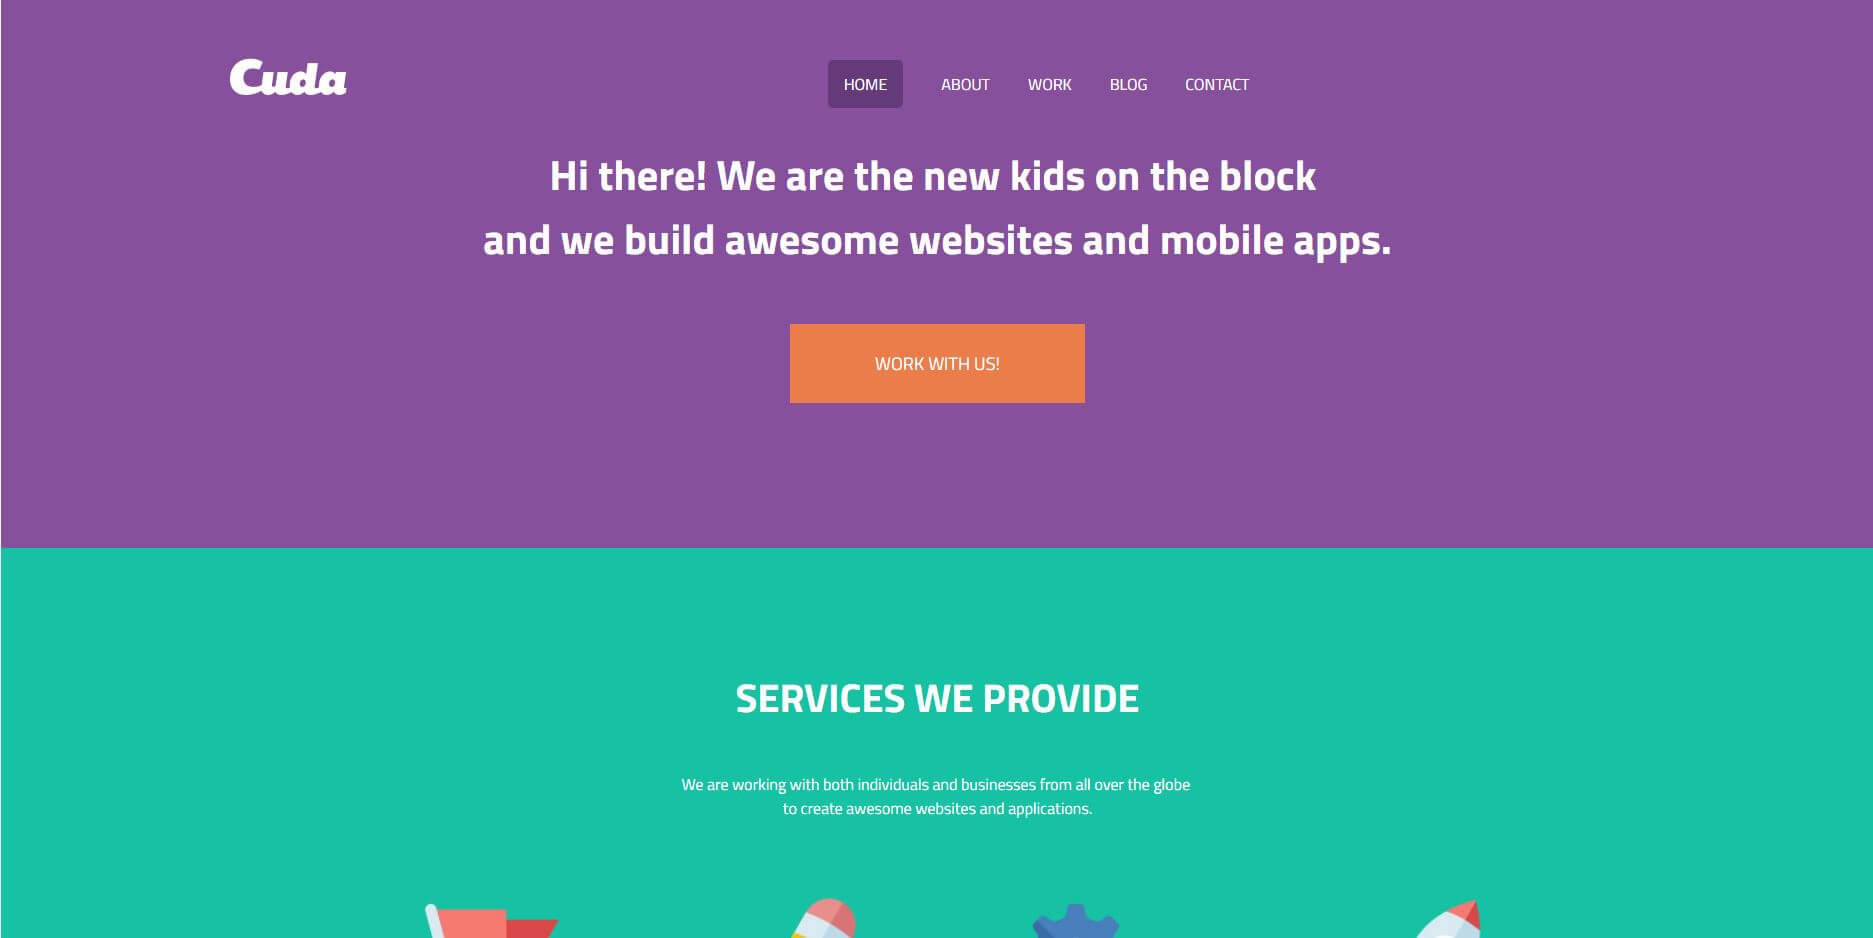 Cuda
HOME ABOUT WORK BLOG CONTACT
Hi there! We are the new kids on the block
and we build awesome websites and mobile apps.
WORK WITH US!
SERVICES WE PROVIDE
We are working with both individuals and businesses from all over the globe
to create awesome websites and applications.